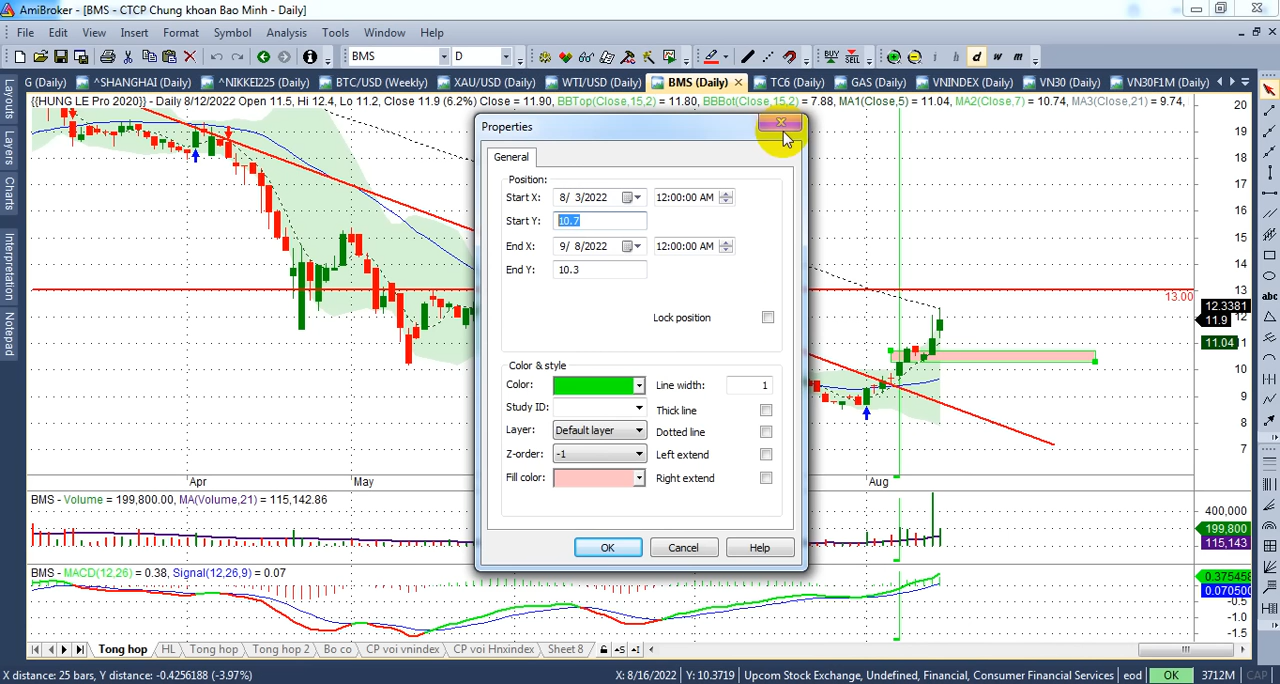 AmiBroker - [BMS - CTCP Chung khoan Bao Minh - Daily]
File Edit View Insert Format Symbol Analysis Tools Window Help
BMS D BUY SELL i h d w m
G (Daily) ^SHANGHAI (Daily) ^NIKKEI225 (Daily) BTC/USD (Weekly) XAU/USD (Daily) WTI/USD (Daily) BMS (Daily) TC6 (Daily) GAS (Daily) VNINDEX (Daily) VN30 (Daily) VN30F1M (Daily)
{{HUNG LE Pro 2020}} - Daily 8/12/2022 Open 11.5, Hi 12.4, Lo 11.2, Close 11.9 (6.2%) Close = 11.90, BBTop(Close,15,2) = 11.80, BBBot(Close,15,2) = 7.88, MA1(Close,5) = 11.04, MA2(Close,7) = 10.74, MA3(Close,21) = 9.74,
Layouts
Layers
Charts
Interpretation
Notepad
Properties
General
Position:
Start X: 8/ 3/2022 12:00:00 AM
Start Y: 10.7
End X: 9/ 8/2022 12:00:00 AM
End Y: 10.3
Lock position
Color & style
Color: Line width: 1
Study ID: Thick line
Layer: Default layer Dotted line
Z-order: -1 Left extend
Fill color: Right extend
OK Cancel Help
20
19
18
17
16
15
14
13
13.00
12.3381
12
11.9
11.04
11
10
9
8
7
abc
Apr May Aug
BMS - Volume = 199,800.00, MA(Volume,21) = 115,142.86
400,000
199,800
115,143
BMS - MACD(12,26) = 0.38, Signal(12,26,9) = 0.07
0.375458
0.070500
-0.5
-1.0
-1.5
Tong hop HL Tong hop Tong hop 2 Bo co CP voi vnindex CP voi Hnxindex Sheet 8
X distance: 25 bars, Y distance: -0.4256188 (-3.97%) X: 8/16/2022 Y: 10.3719 Upcom Stock Exchange, Undefined, Financial, Consumer Financial Services eod OK 3712M CAP